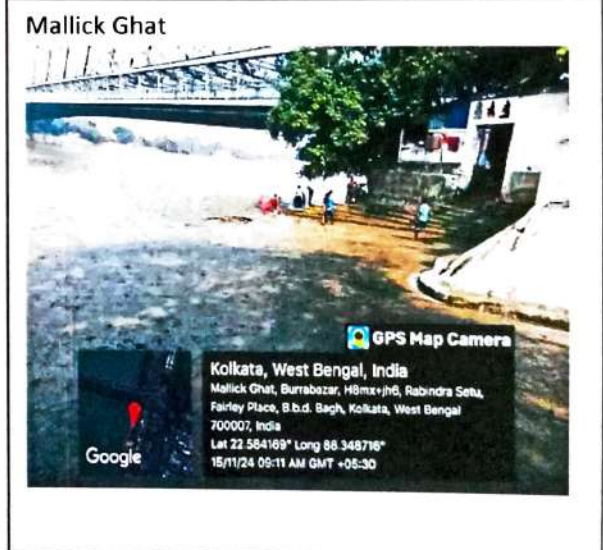 Mallick Ghat
GPS Map Camera
Kolkata, West Bengal, India
Mallick Ghat, Burrabazar, H8mx+jh6, Rabindra Setu,
Fairley Place, B.b.d. Bagh, Kolkata, West Bengal
700007, India
Lat 22.584169° Long 88.348716°
15/11/24 09:11 AM GMT +05:30
Google